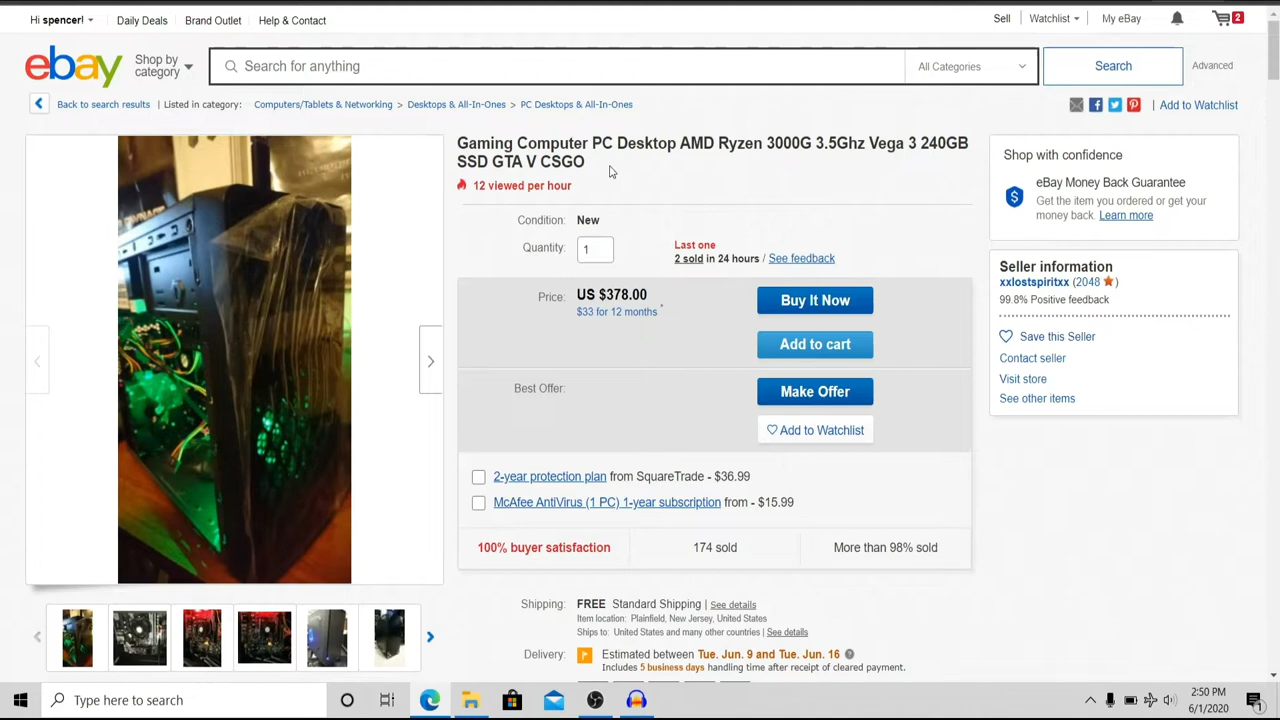 Hi spencer!
Daily Deals
Brand Outlet
Help & Contact
Sell
Watchlist
My eBay
2
ebay
Shop by
category
Search for anything
All Categories
Search
Advanced
Back to search results
Listed in category:
Computers/Tablets & Networking > Desktops & All-In-Ones > PC Desktops & All-In-Ones
Add to Watchlist
Gaming Computer PC Desktop AMD Ryzen 3000G 3.5Ghz Vega 3 240GB
SSD GTA V CSGO
12 viewed per hour
Condition: New
Quantity: 1
Last one
2 sold in 24 hours / See feedback
Price: US $378.00
$33 for 12 months *
Buy It Now
Add to cart
Best Offer:
Make Offer
Add to Watchlist
2-year protection plan from SquareTrade - $36.99
McAfee AntiVirus (1 PC) 1-year subscription from - $15.99
100% buyer satisfaction
174 sold
More than 98% sold
Shipping: FREE Standard Shipping | See details
Item location: Plainfield, New Jersey, United States
Ships to: United States and many other countries | See details
Delivery: Estimated between Tue. Jun. 9 and Tue. Jun. 16
Includes 5 business days handling time after receipt of cleared payment.
Shop with confidence
eBay Money Back Guarantee
Get the item you ordered or get your
money back. Learn more
Seller information
xxlostspiritxx (2048 )
99.8% Positive feedback
Save this Seller
Contact seller
Visit store
See other items
Type here to search
2:50 PM
6/1/2020
1